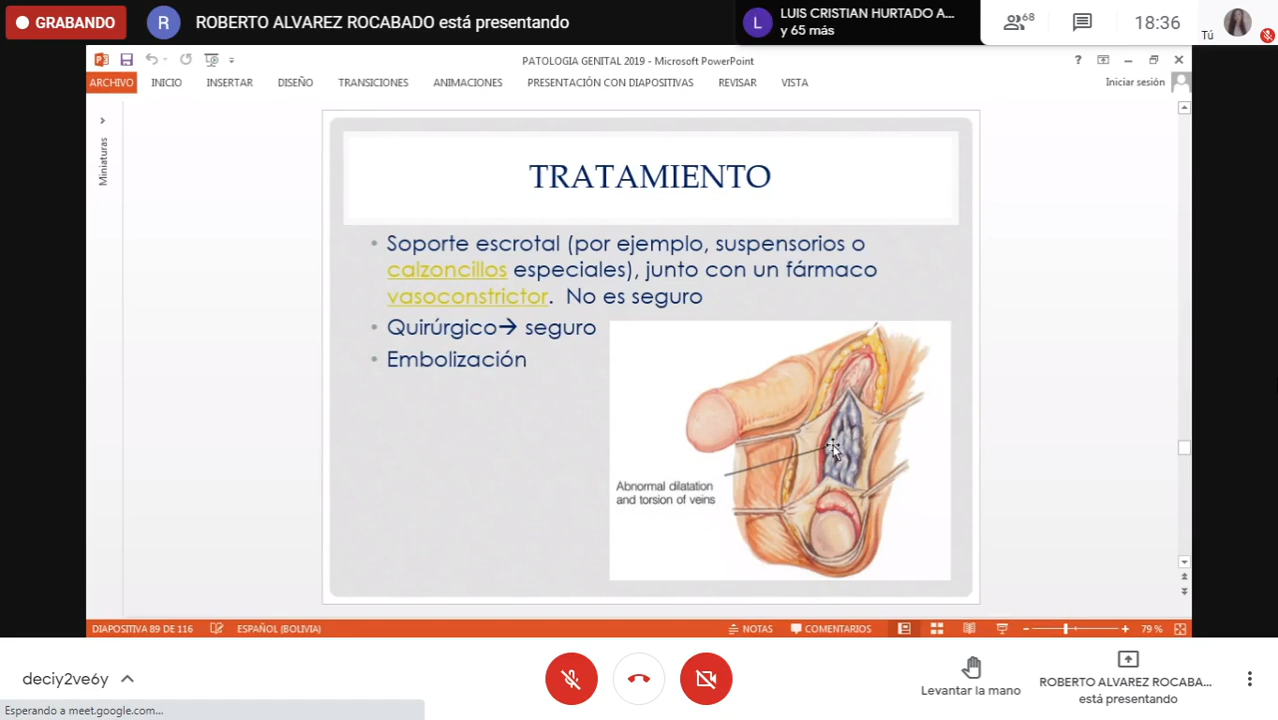 GRABANDO
R
ROBERTO ALVAREZ ROCABADO está presentando
L
LUIS CRISTIAN HURTADO A...
y 65 más
68
18:36
Tú
PATOLOGIA GENITAL 2019 - Microsoft PowerPoint
?
ARCHIVO
INICIO
INSERTAR
DISEÑO
TRANSICIONES
ANIMACIONES
PRESENTACIÓN CON DIAPOSITIVAS
REVISAR
VISTA
Iniciar sesión
Miniaturas
TRATAMIENTO
• Soporte escrotal (por ejemplo, suspensorios o
calzoncillos especiales), junto con un fármaco
vasoconstrictor. No es seguro
• Quirúrgico→ seguro
• Embolización
Abnormal dilatation
and torsion of veins
DIAPOSITIVA 89 DE 116
ESPAÑOL (BOLIVIA)
NOTAS
COMENTARIOS
79 %
deciy2ve6y
Levantar la mano
ROBERTO ALVAREZ ROCABA...
está presentando
Esperando a meet.google.com...